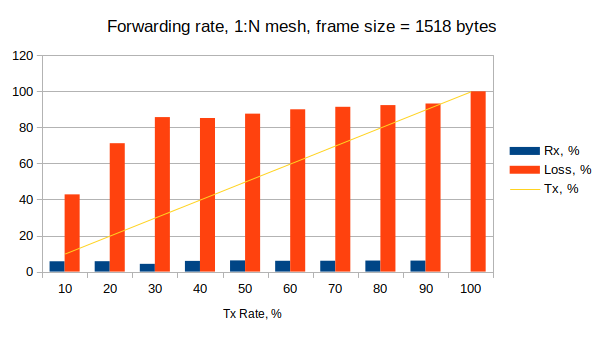 Forwarding rate, 1:N mesh, frame size = 1518 bytes
120
100
80
60
40
20
0
10 20 30 40 50 60 70 80 90 100
Tx Rate, %
Rx, %
Loss, %
Tx, %